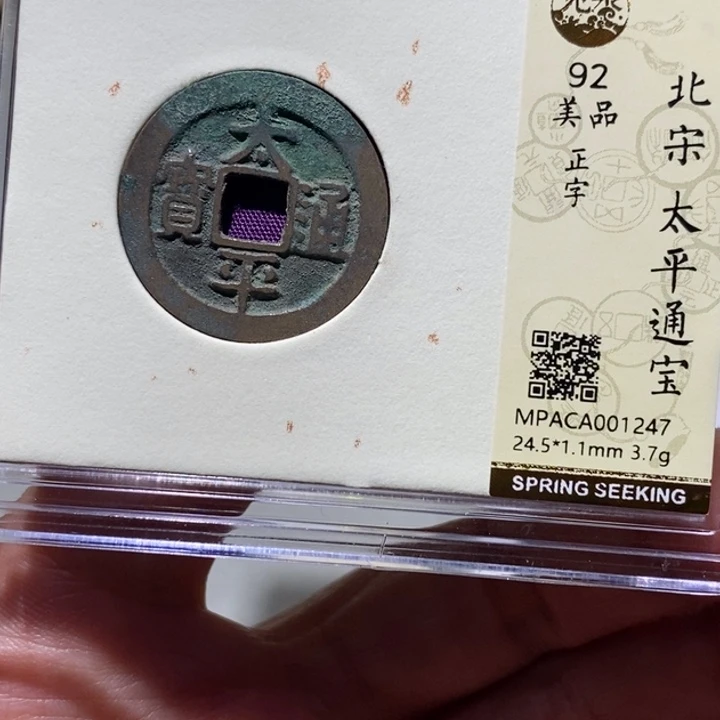 太平通寳
92
美品
正字
北宋 太平通宝
MPACA001247
24.5*1.1mm 3.7g
SPRING SEEKING